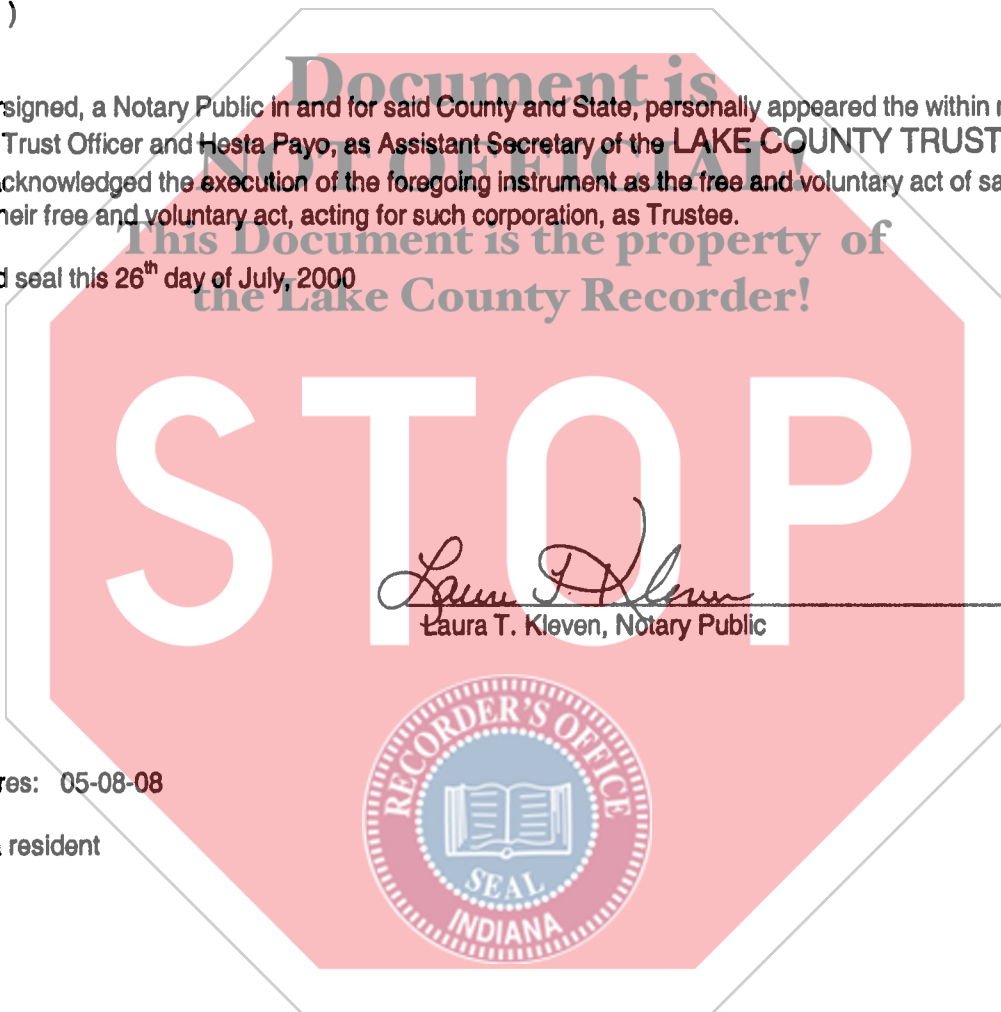 )
Document is
rsigned, a Notary Public in and for said County and State, personally appeared the within
Trust Officer and Hesta Payo, as Assistant Secretary of the LAKE COUNTY TRUST
NOT OFFICIAL!
cknowledged the execution of the foregoing instrument as the free and voluntary act of sa
heir free and voluntary act, acting for such corporation, as Trustee.
This Document is the property of
d seal this 26th day of July, 2000
the Lake County Recorder!
STOP
Laura T. Kleven
Laura T. Kleven, Notary Public
RECORDER'S OFFICE
res: 05-08-08
resident
SEAL
INDIANA